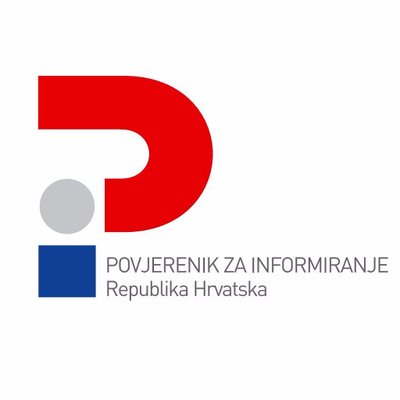 POVJERENIK ZA INFORMIRANJE
Republika Hrvatska